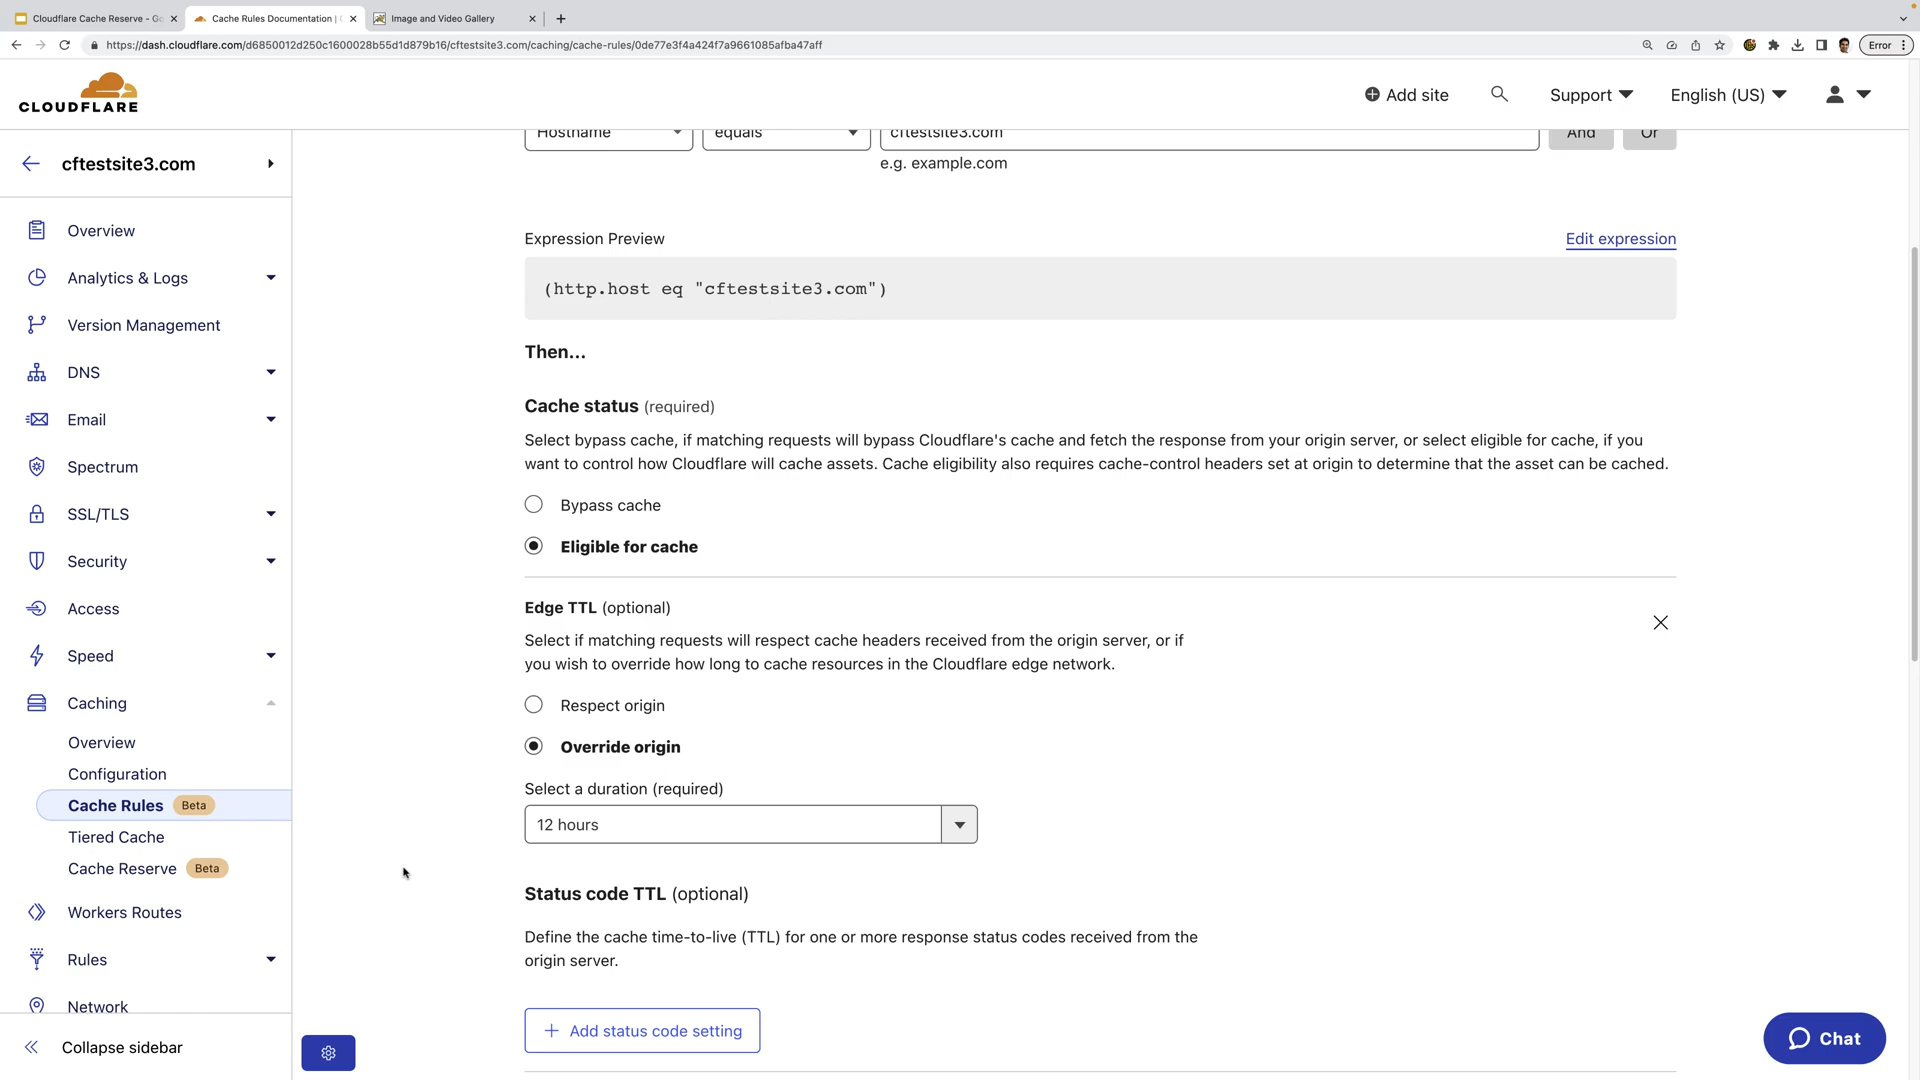 Cloudflare Cache Reserve - Go
Cache Rules Documentation |
Image and Video Gallery
https://dash.cloudflare.com/d6850012d250c1600028b55d1d879b16/cftestsite3.com/caching/cache-rules/0de77e3f4a424f7a9661085afba47aff
Error
CLOUDFLARE
Add site
Support
English (US)
cftestsite3.com
Overview
Analytics & Logs
Version Management
DNS
Email
Spectrum
SSL/TLS
Security
Access
Speed
Caching
Overview
Configuration
Cache Rules Beta
Tiered Cache
Cache Reserve Beta
Workers Routes
Rules
Network
Collapse sidebar
Hostname
equals
cftestsite3.com
And
Or
e.g. example.com
Expression Preview
Edit expression
(http.host eq "cftestsite3.com")
Then...
Cache status (required)
Select bypass cache, if matching requests will bypass Cloudflare's cache and fetch the response from your origin server, or select eligible for cache, if you
want to control how Cloudflare will cache assets. Cache eligibility also requires cache-control headers set at origin to determine that the asset can be cached.
Bypass cache
Eligible for cache
Edge TTL (optional)
Select if matching requests will respect cache headers received from the origin server, or if
you wish to override how long to cache resources in the Cloudflare edge network.
Respect origin
Override origin
Select a duration (required)
12 hours
Status code TTL (optional)
Define the cache time-to-live (TTL) for one or more response status codes received from the
origin server.
+ Add status code setting
Chat